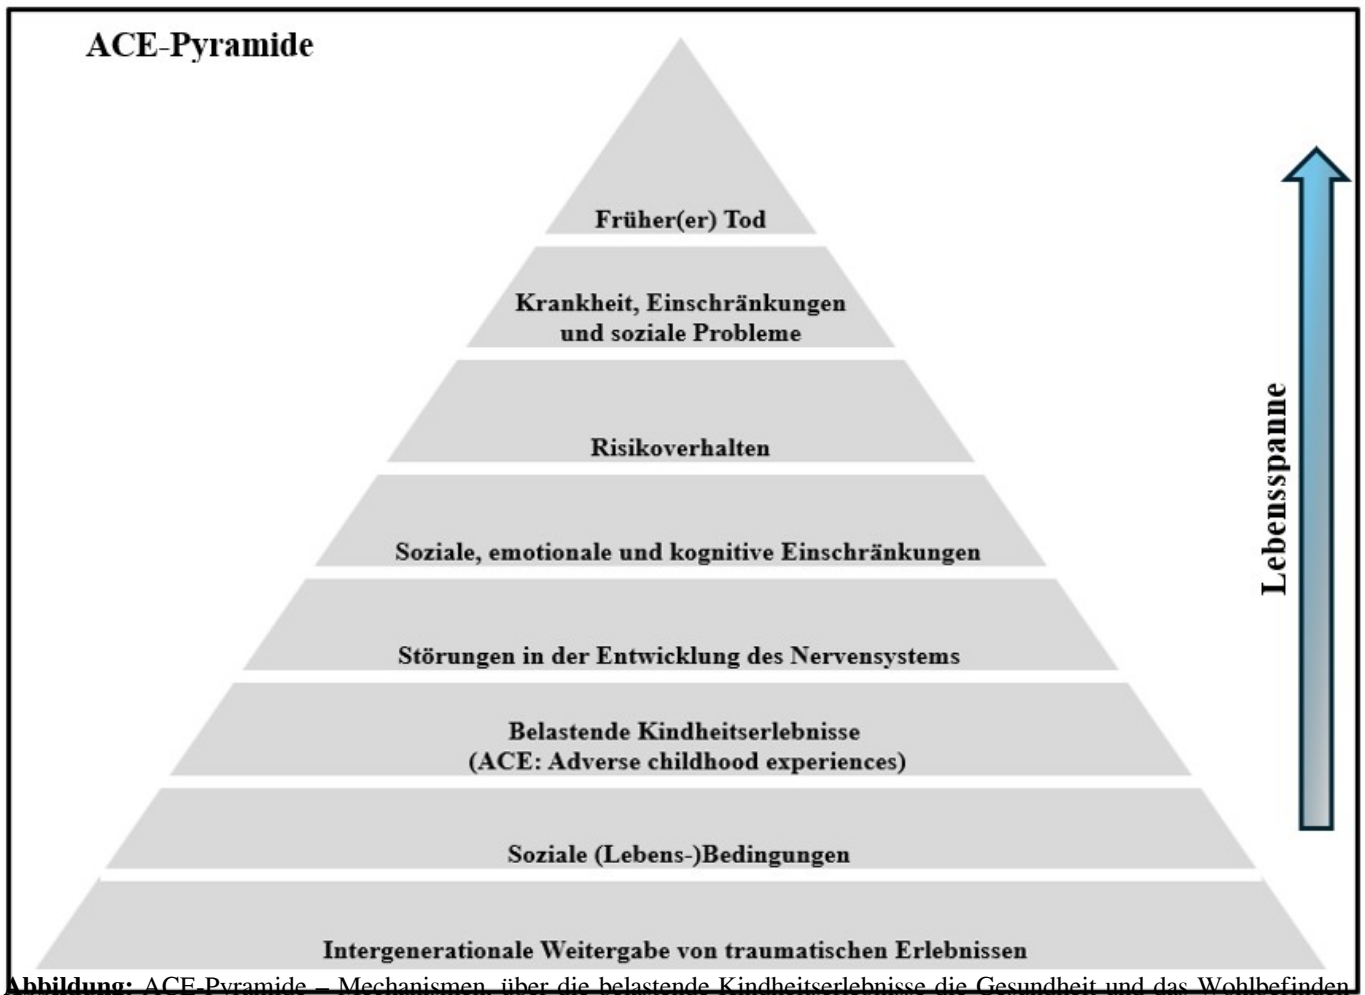 ACE-Pyramide
Früher(er) Tod
Krankheit, Einschränkungen
und soziale Probleme
Risikoverhalten
Soziale, emotionale und kognitive Einschränkungen
Störungen in der Entwicklung des Nervensystems
Belastende Kindheitserlebnisse
(ACE: Adverse childhood experiences)
Soziale (Lebens-)Bedingungen
Intergenerationale Weitergabe von traumatischen Erlebnissen
Lebensspanne
Abbildung: ACE-Pyramide – Mechanismen, über die belastende Kindheitserlebnisse die Gesundheit und das Wohlbefinden